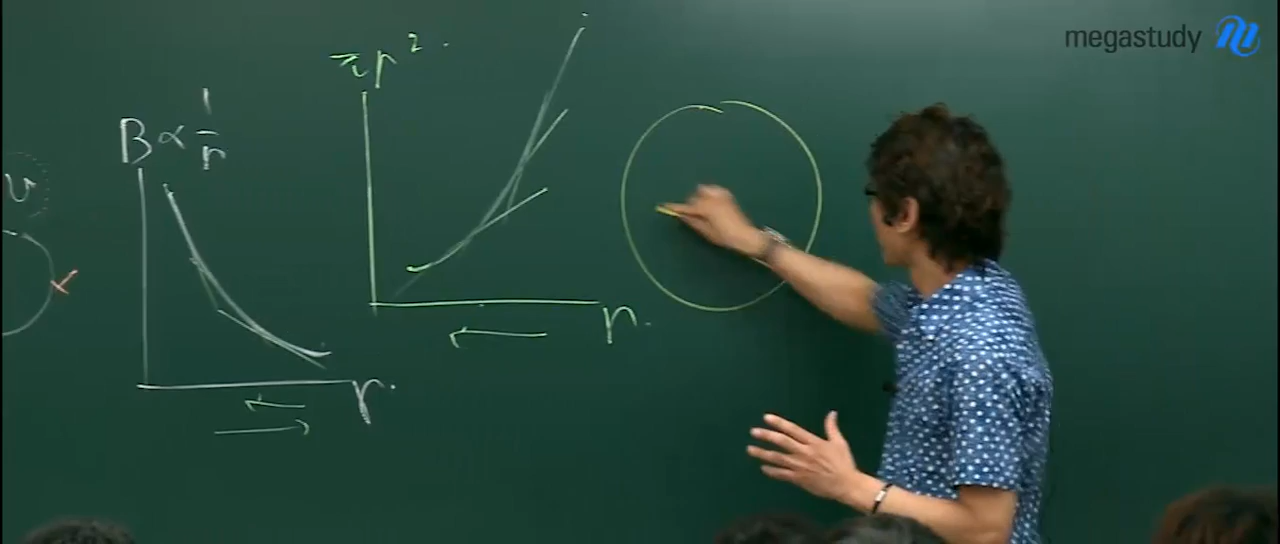 megastudy
πr².
B ∝ 1/r
v
r.
r.